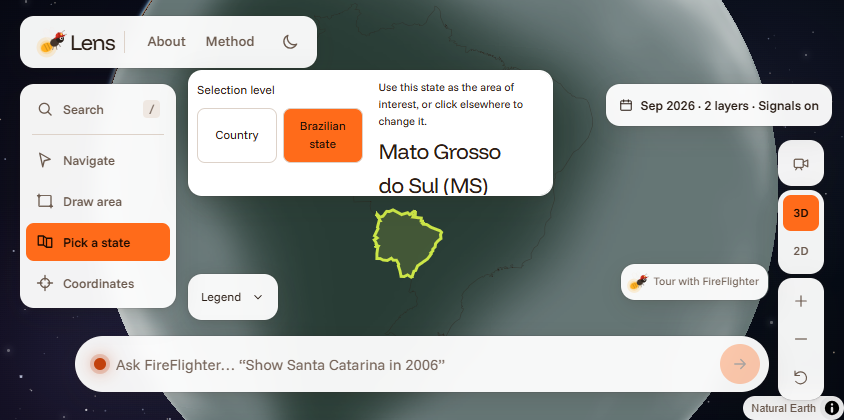 Lens
About
Method
Search
/
Navigate
Draw area
Pick a state
Coordinates
Selection level
Country
Brazilian
state
Use this state as the area of
interest, or click elsewhere to
change it.
Mato Grosso
do Sul (MS)
Sep 2026 · 2 layers · Signals on
3D
2D
Legend
Tour with FireFlighter
Ask FireFlighter… “Show Santa Catarina in 2006”
Natural Earth